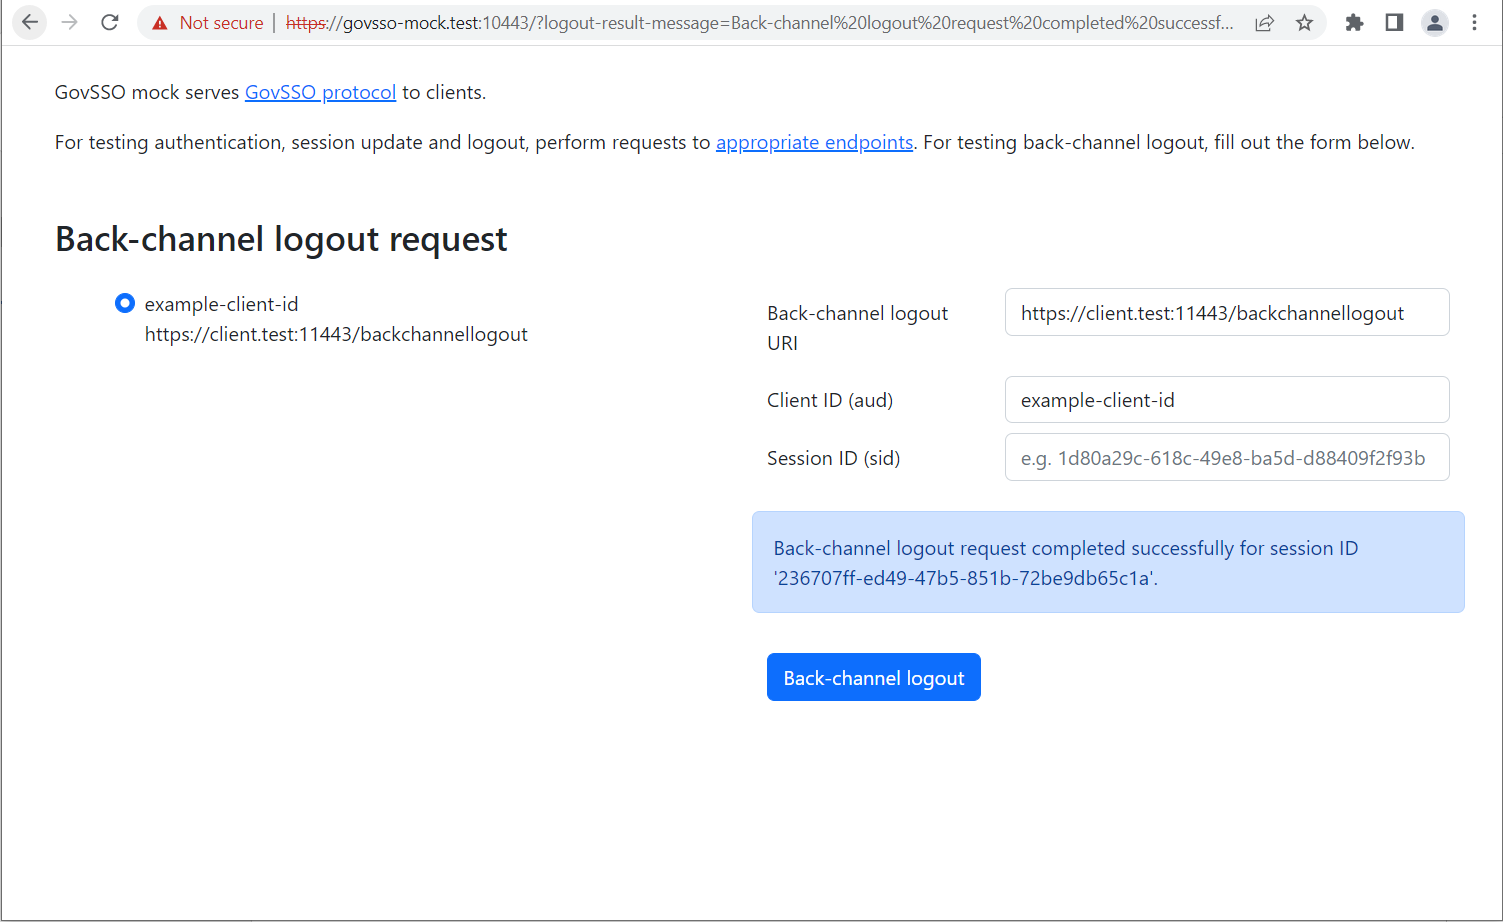 Not secure | https://govsso-mock.test:10443/?logout-result-message=Back-channel%20logout%20request%20completed%20successf...
GovSSO mock serves GovSSO protocol to clients.
For testing authentication, session update and logout, perform requests to appropriate endpoints. For testing back-channel logout, fill out the form below.
Back-channel logout request
example-client-id
https://client.test:11443/backchannellogout
Back-channel logout
URI
https://client.test:11443/backchannellogout
Client ID (aud)
example-client-id
Session ID (sid)
e.g. 1d80a29c-618c-49e8-ba5d-d88409f2f93b
Back-channel logout request completed successfully for session ID
'236707ff-ed49-47b5-851b-72be9db65c1a'.
Back-channel logout